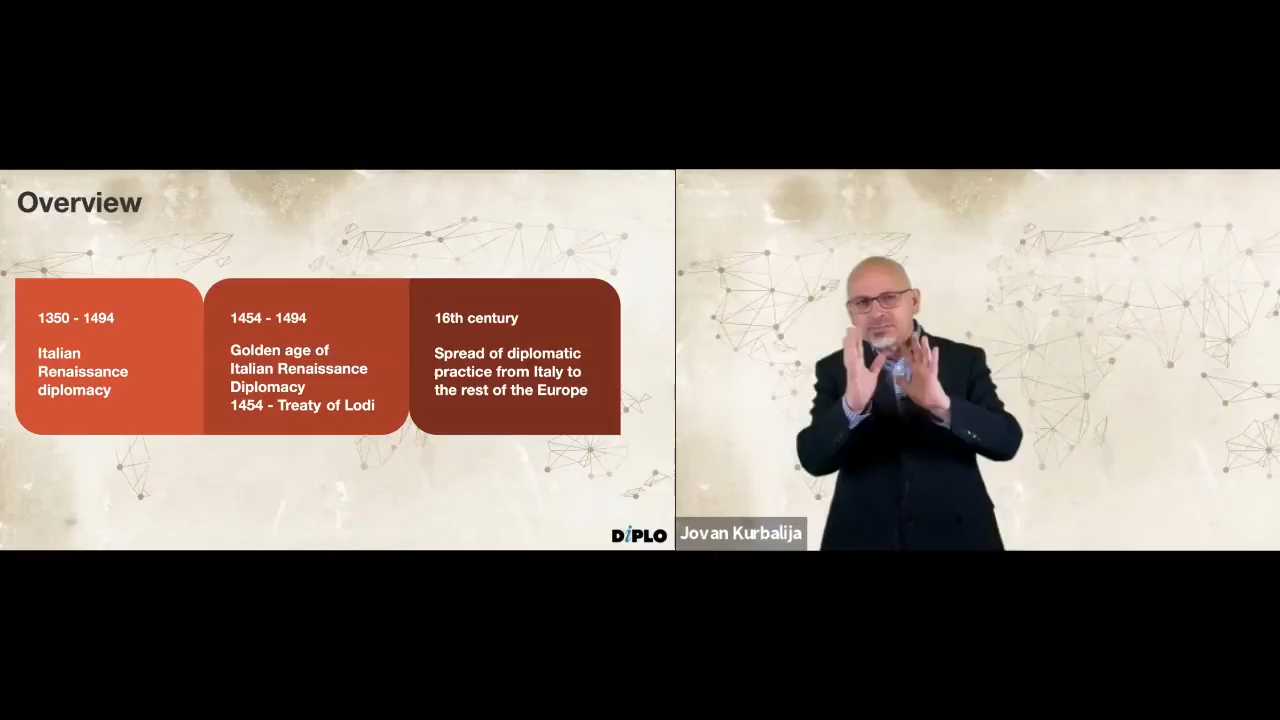 Overview
1350 - 1494
Italian
Renaissance
diplomacy
1454 - 1494
Golden age of
Italian Renaissance
Diplomacy
1454 - Treaty of Lodi
16th century
Spread of diplomatic
practice from Italy to
the rest of the Europe
DiPLO
Jovan Kurbalija